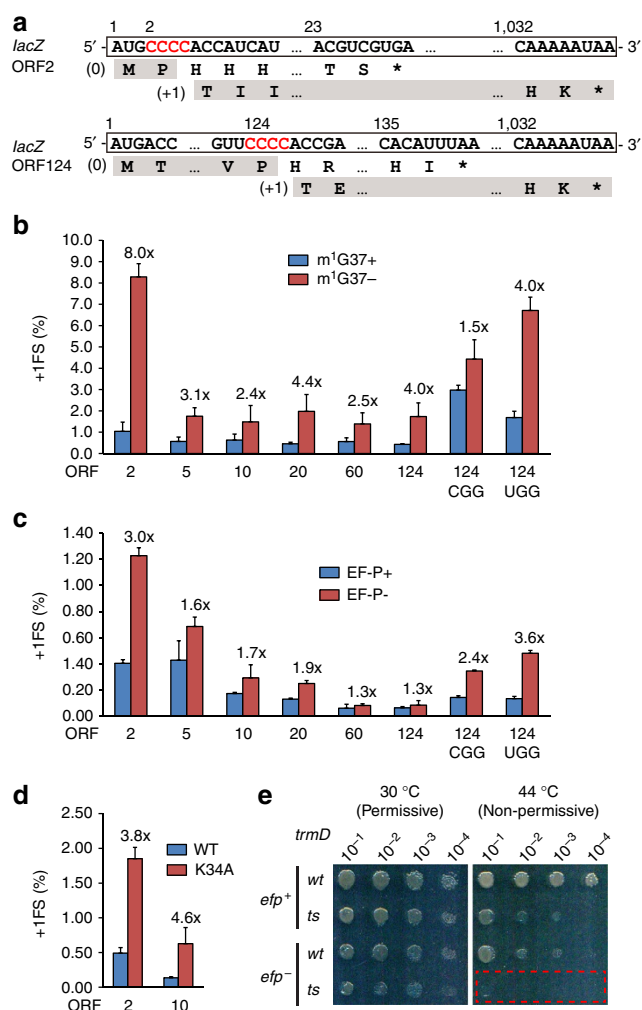 a
1 2 23 1,032
lacZ 5′ AUGCCCCACCAUCAU ... ACGUCGUGA ... ... CAAAAAUAA 3′
ORF2 (0) M P H H H ... T S *
(+1) T I I ... ... H K *
1 124 135 1,032
lacZ 5′ AUGACC ... GUUCCCCACCGA ... CACAUUUAA ... CAAAAAUAA 3′
ORF124 (0) M T ... V P H R ... H I *
(+1) T E ... ... H K *
b
+1FS (%)
10.0
9.0
8.0
7.0
6.0
5.0
4.0
3.0
2.0
1.0
0.0
m¹G37+
m¹G37−
8.0x 3.1x 2.4x 4.4x 2.5x 4.0x 1.5x 4.0x
ORF 2 5 10 20 60 124 124 124
CGG UGG
c
+1FS (%)
1.40
1.20
1.00
0.80
0.60
1.40
0.20
0.00
EF-P+
EF-P-
3.0x 1.6x 1.7x 1.9x 1.3x 1.3x 2.4x 3.6x
ORF 2 5 10 20 60 124 124 124
CGG UGG
d
+1FS (%)
2.50
2.00
1.50
1.00
0.50
0.00
WT
K34A
3.8x 4.6x
ORF 2 10
e
30 °C 44 °C
(Permissive) (Non-permissive)
trmD 10⁻¹ 10⁻² 10⁻³ 10⁻⁴ 10⁻¹ 10⁻² 10⁻³ 10⁻⁴
efp⁺ wt
ts
efp⁻ wt
ts